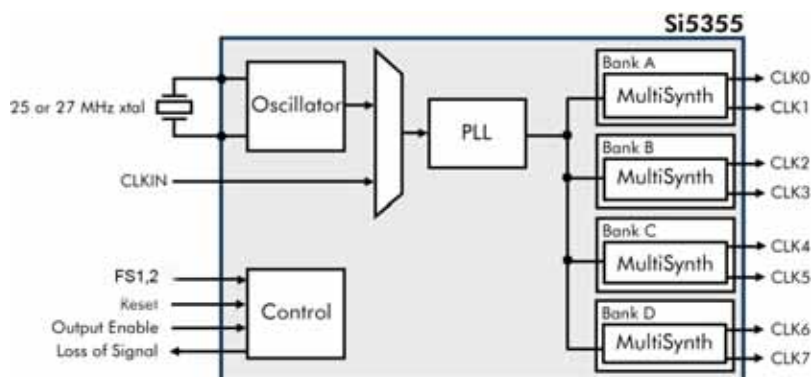 Si5355
25 or 27 MHz xtal
Oscillator
CLKIN
PLL
Bank A
MultiSynth
CLK0
CLK1
Bank B
MultiSynth
CLK2
CLK3
Bank C
MultiSynth
CLK4
CLK5
Bank D
MultiSynth
CLK6
CLK7
FS1,2
Reset
Output Enable
Loss of Signal
Control